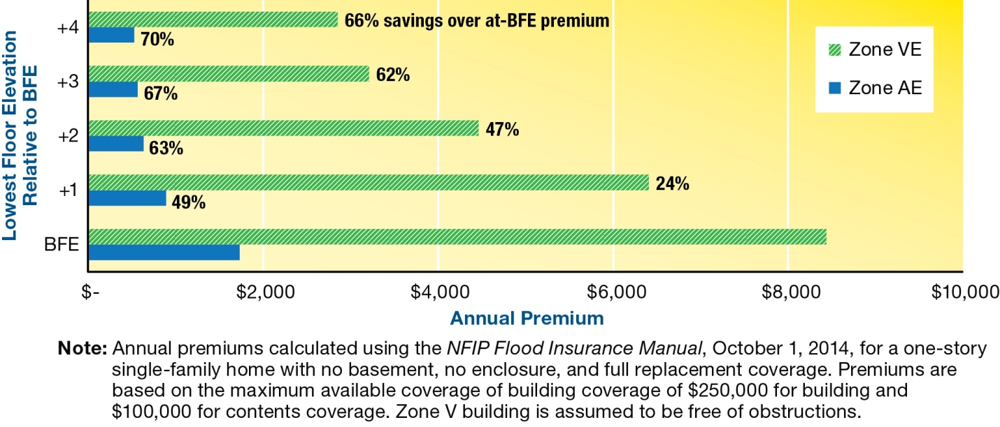 Lowest Floor Elevation
Relative to BFE
+4
66% savings over at-BFE premium
70%
+3
62%
67%
+2
47%
63%
+1
24%
49%
BFE
Zone VE
Zone AE
$-
$2,000
$4,000
$6,000
$8,000
$10,000
Annual Premium
Note: Annual premiums calculated using the NFIP Flood Insurance Manual, October 1, 2014, for a one-story
single-family home with no basement, no enclosure, and full replacement coverage. Premiums are
based on the maximum available coverage of building coverage of $250,000 for building and
$100,000 for contents coverage. Zone V building is assumed to be free of obstructions.